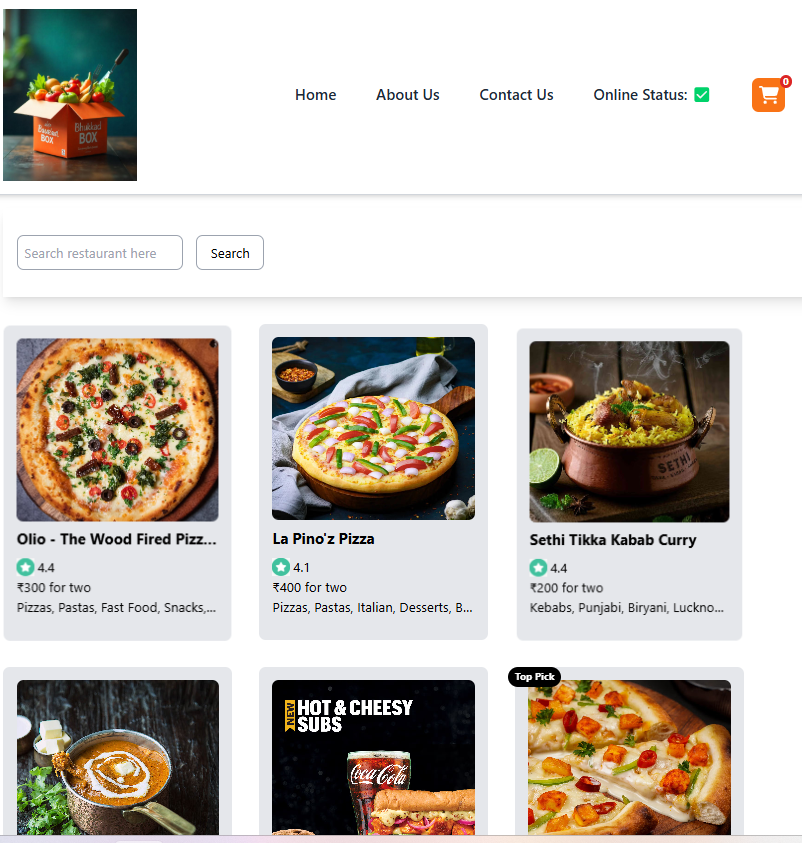 Bhukkad
BOX
Bhukkad
BOX
Home About Us Contact Us Online Status: ✅ 0
Search restaurant here Search
SETHI
Olio - The Wood Fired Pizz...
4.4
₹300 for two
Pizzas, Pastas, Fast Food, Snacks,...
La Pino'z Pizza
4.1
₹400 for two
Pizzas, Pastas, Italian, Desserts, B...
Sethi Tikka Kabab Curry
4.4
₹200 for two
Kebabs, Punjabi, Biryani, Luckno...
NEW
HOT & CHEESY
SUBS
Coca-Cola
Top Pick